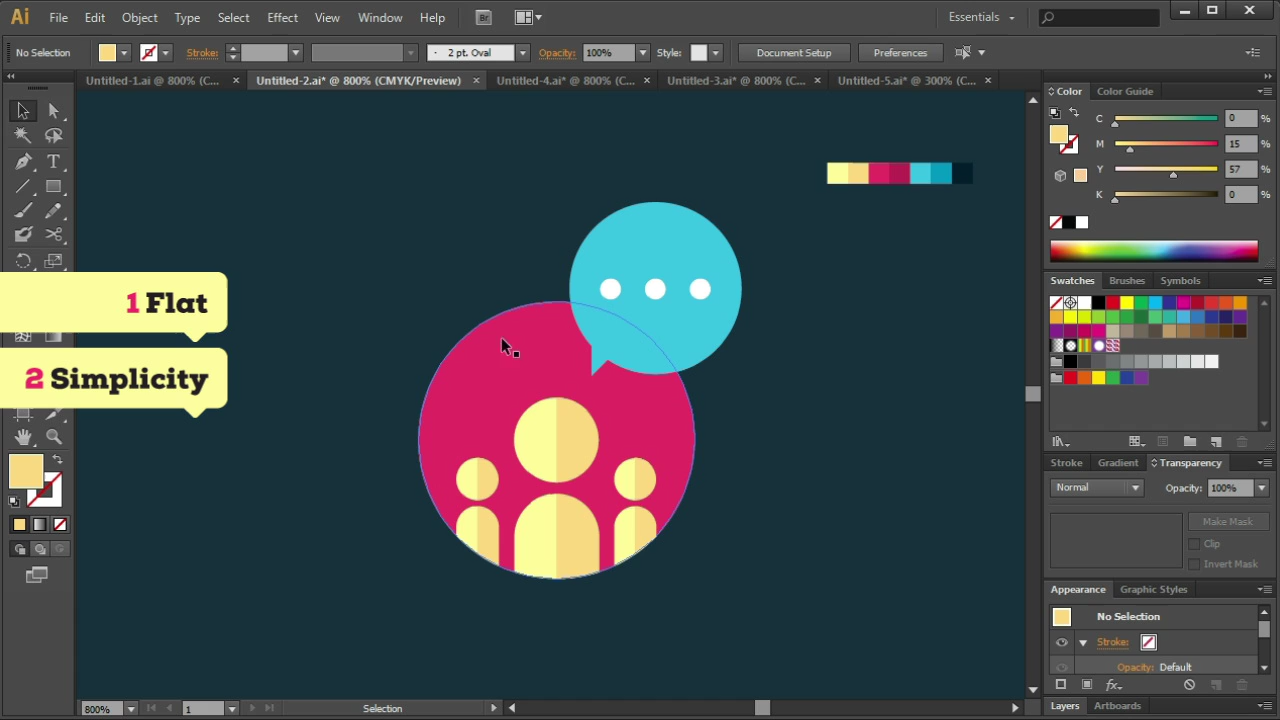 Ai File Edit Object Type Select Effect View Window Help Br Essentials
No Selection Stroke: 2 pt. Oval Opacity: 100% Style: Document Setup Preferences
Untitled-1.ai @ 800% (C... × Untitled-2.ai* @ 800% (CMYK/Preview) × Untitled-4.ai* @ 800% (C... × Untitled-3.ai* @ 800% (C... × Untitled-5.ai* @ 300% (C... ×
Color Color Guide
C 0 %
M 15 %
Y 57 %
K 0 %
Swatches Brushes Symbols
1 Flat
2 Simplicity
Stroke Gradient Transparency
Normal Opacity: 100%
Make Mask
Clip
Invert Mask
Appearance Graphic Styles
No Selection
Stroke:
Opacity: Default
fx
Layers Artboards
800% 1 Selection